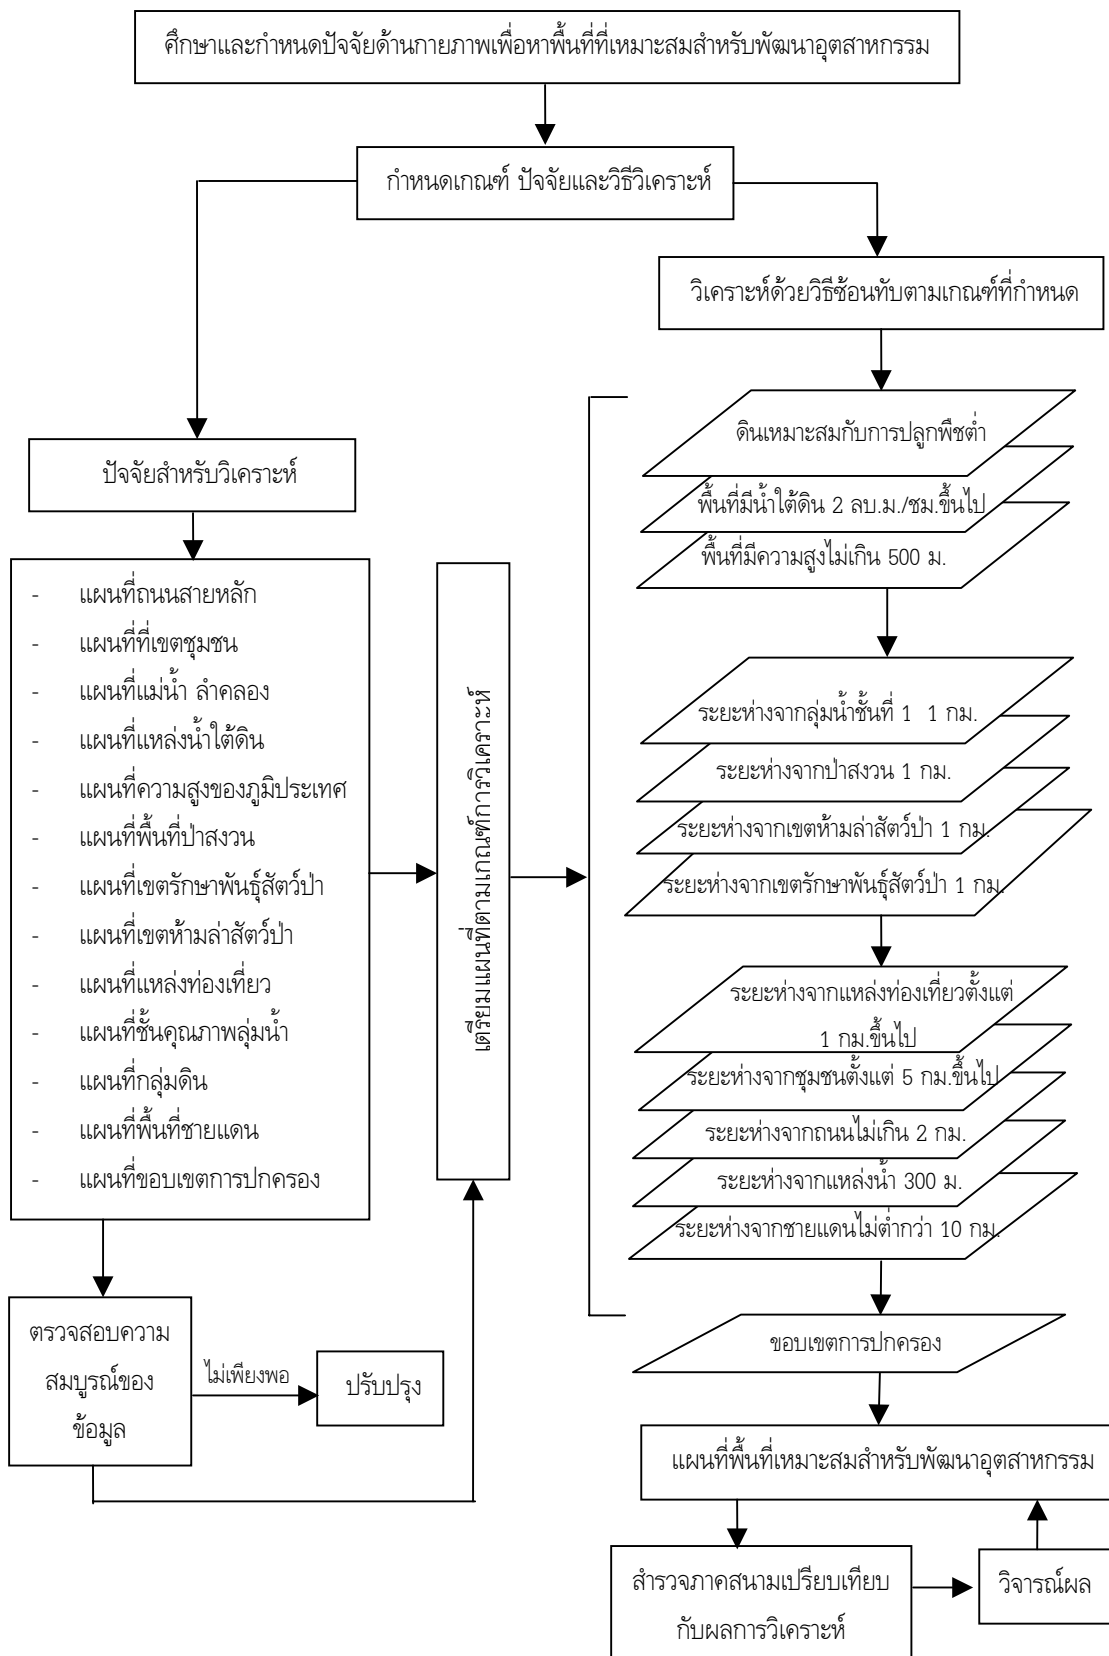 ศึกษาและกำหนดปัจจัยด้านกายภาพเพื่อหาพื้นที่ที่เหมาะสมสำหรับพัฒนาอุตสาหกรรม
กำหนดเกณฑ์ ปัจจัยและวิธีวิเคราะห์
วิเคราะห์ด้วยวิธีซ้อนทับตามเกณฑ์ที่กำหนด
ปัจจัยสำหรับวิเคราะห์
- แผนที่ถนนสายหลัก
- แผนที่ที่เขตชุมชน
- แผนที่แม่น้ำ ลำคลอง
- แผนที่แหล่งน้ำใต้ดิน
- แผนที่ความสูงของภูมิประเทศ
- แผนที่พื้นที่ป่าสงวน
- แผนที่เขตรักษาพันธุ์สัตว์ป่า
- แผนที่เขตห้ามล่าสัตว์ป่า
- แผนที่แหล่งท่องเที่ยว
- แผนที่ชั้นคุณภาพลุ่มน้ำ
- แผนที่กลุ่มดิน
- แผนที่พื้นที่ชายแดน
- แผนที่ขอบเขตการปกครอง
ตรวจสอบความ
สมบูรณ์ของ
ข้อมูล
ไม่เพียงพอ
ปรับปรุง
เตรียมแผนที่ตามเกณฑ์การวิเคราะห์
ดินเหมาะสมกับการปลูกพืชต่ำ
พื้นที่มีน้ำใต้ดิน 2 ลบ.ม./ชม.ขึ้นไป
พื้นที่มีความสูงไม่เกิน 500 ม.
ระยะห่างจากลุ่มน้ำชั้นที่ 1 1 กม.
ระยะห่างจากป่าสงวน 1 กม.
ระยะห่างจากเขตห้ามล่าสัตว์ป่า 1 กม.
ระยะห่างจากเขตรักษาพันธุ์สัตว์ป่า 1 กม.
ระยะห่างจากแหล่งท่องเที่ยวตั้งแต่
1 กม.ขึ้นไป
ระยะห่างจากชุมชนตั้งแต่ 5 กม.ขึ้นไป
ระยะห่างจากถนนไม่เกิน 2 กม.
ระยะห่างจากแหล่งน้ำ 300 ม.
ระยะห่างจากชายแดนไม่ต่ำกว่า 10 กม.
ขอบเขตการปกครอง
แผนที่พื้นที่เหมาะสมสำหรับพัฒนาอุตสาหกรรม
สำรวจภาคสนามเปรียบเทียบ
กับผลการวิเคราะห์
วิจารณ์ผล